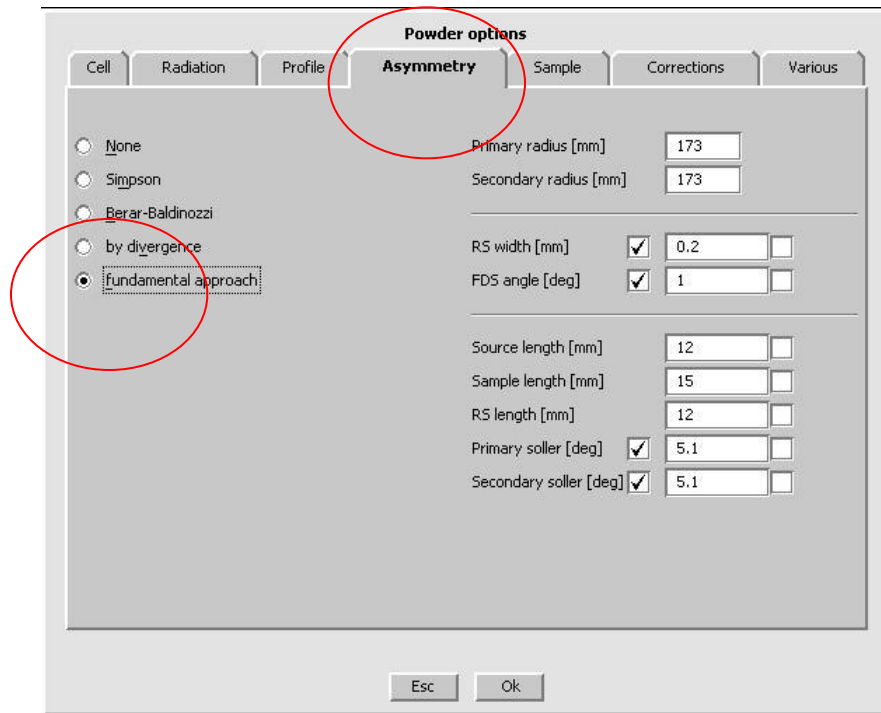 Powder options
Cell Radiation Profile Asymmetry Sample Corrections Various
None
Simpson
Berar-Baldinozzi
by divergence
fundamental approach
Primary radius [mm] 173
Secondary radius [mm] 173
RS width [mm] 0.2
FDS angle [deg] 1
Source length [mm] 12
Sample length [mm] 15
RS length [mm] 12
Primary soller [deg] 5.1
Secondary soller [deg] 5.1
Esc Ok